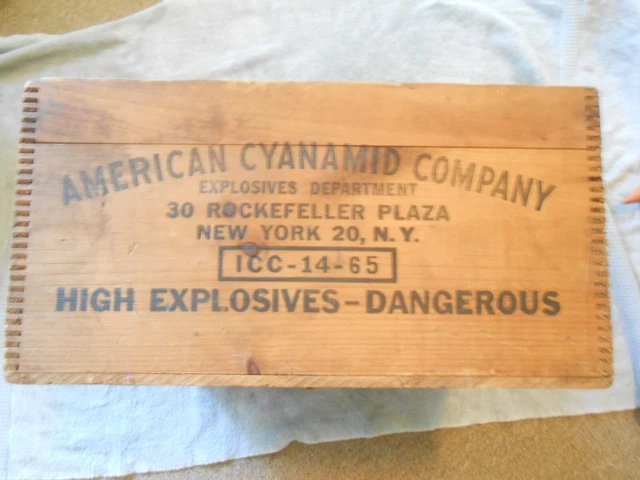 AMERICAN CYANAMID COMPANY
EXPLOSIVES DEPARTMENT
30 ROCKEFELLER PLAZA
NEW YORK 20, N.Y.
ICC-14-65
HIGH EXPLOSIVES-DANGEROUS